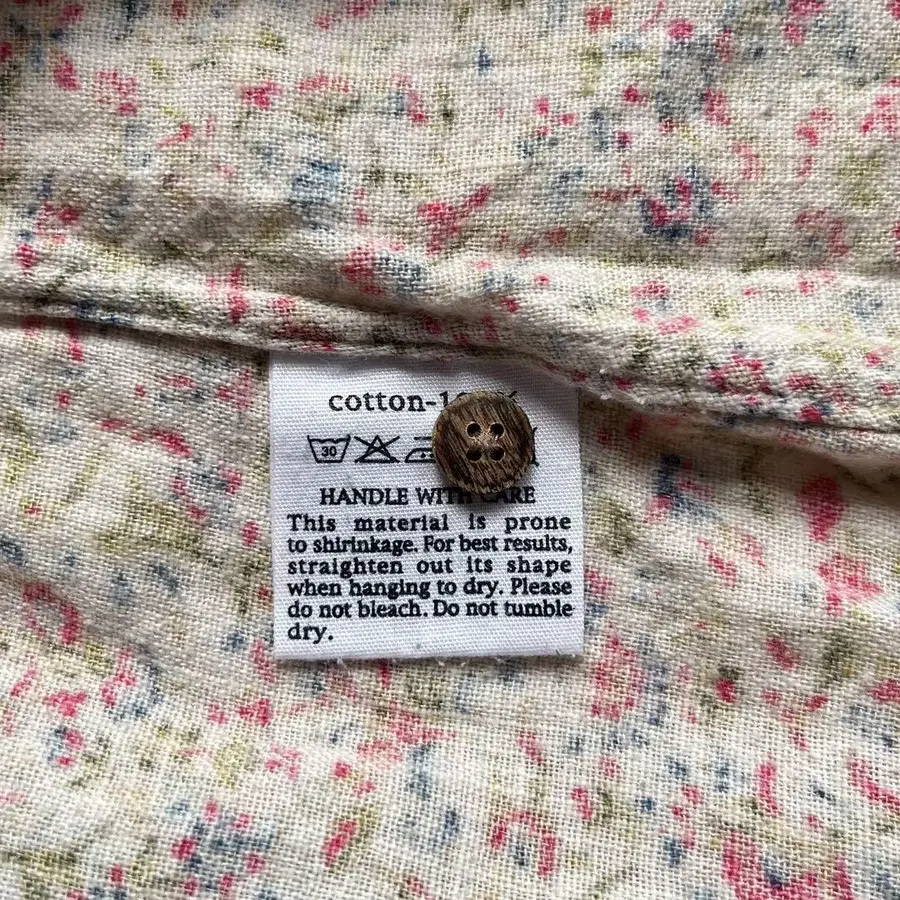 cotton-1
30
HANDLE WITH CARE
This material is prone
to shirinkage. For best results,
straighten out its shape
when hanging to dry. Please
do not bleach. Do not tumble
dry.